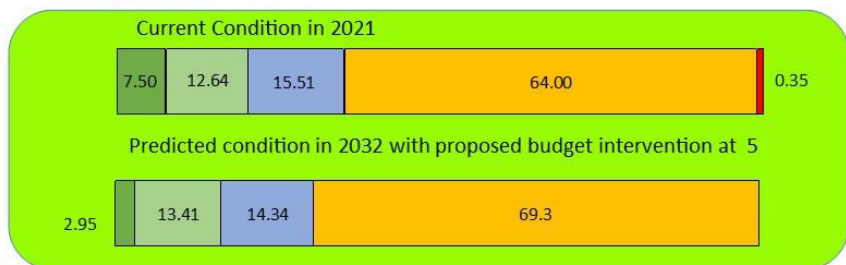 Current Condition in 2021
7.50 12.64 15.51 64.00 0.35
Predicted condition in 2032 with proposed budget intervention at 5
2.95 13.41 14.34 69.3